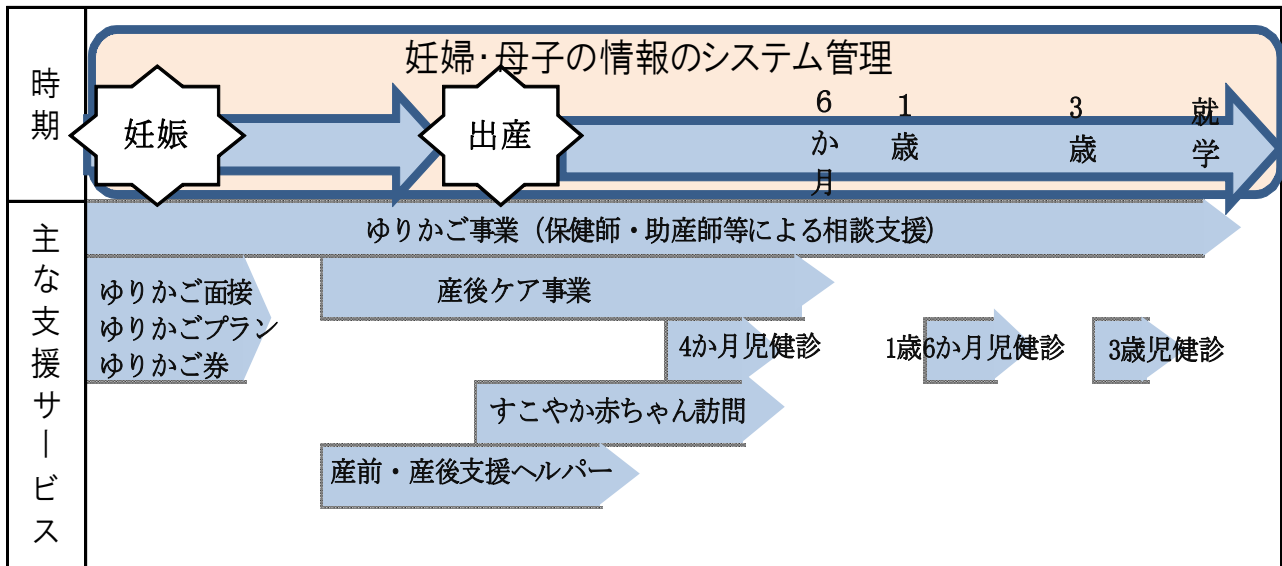 時期
妊婦・母子の情報のシステム管理
妊娠
出産
6か月
1歳
3歳
就学
主な支援サービス
ゆりかご事業（保健師・助産師等による相談支援）
ゆりかご面接
ゆりかごプラン
ゆりかご券
産後ケア事業
4か月児健診
1歳6か月児健診
3歳児健診
すこやか赤ちゃん訪問
産前・産後支援ヘルパー